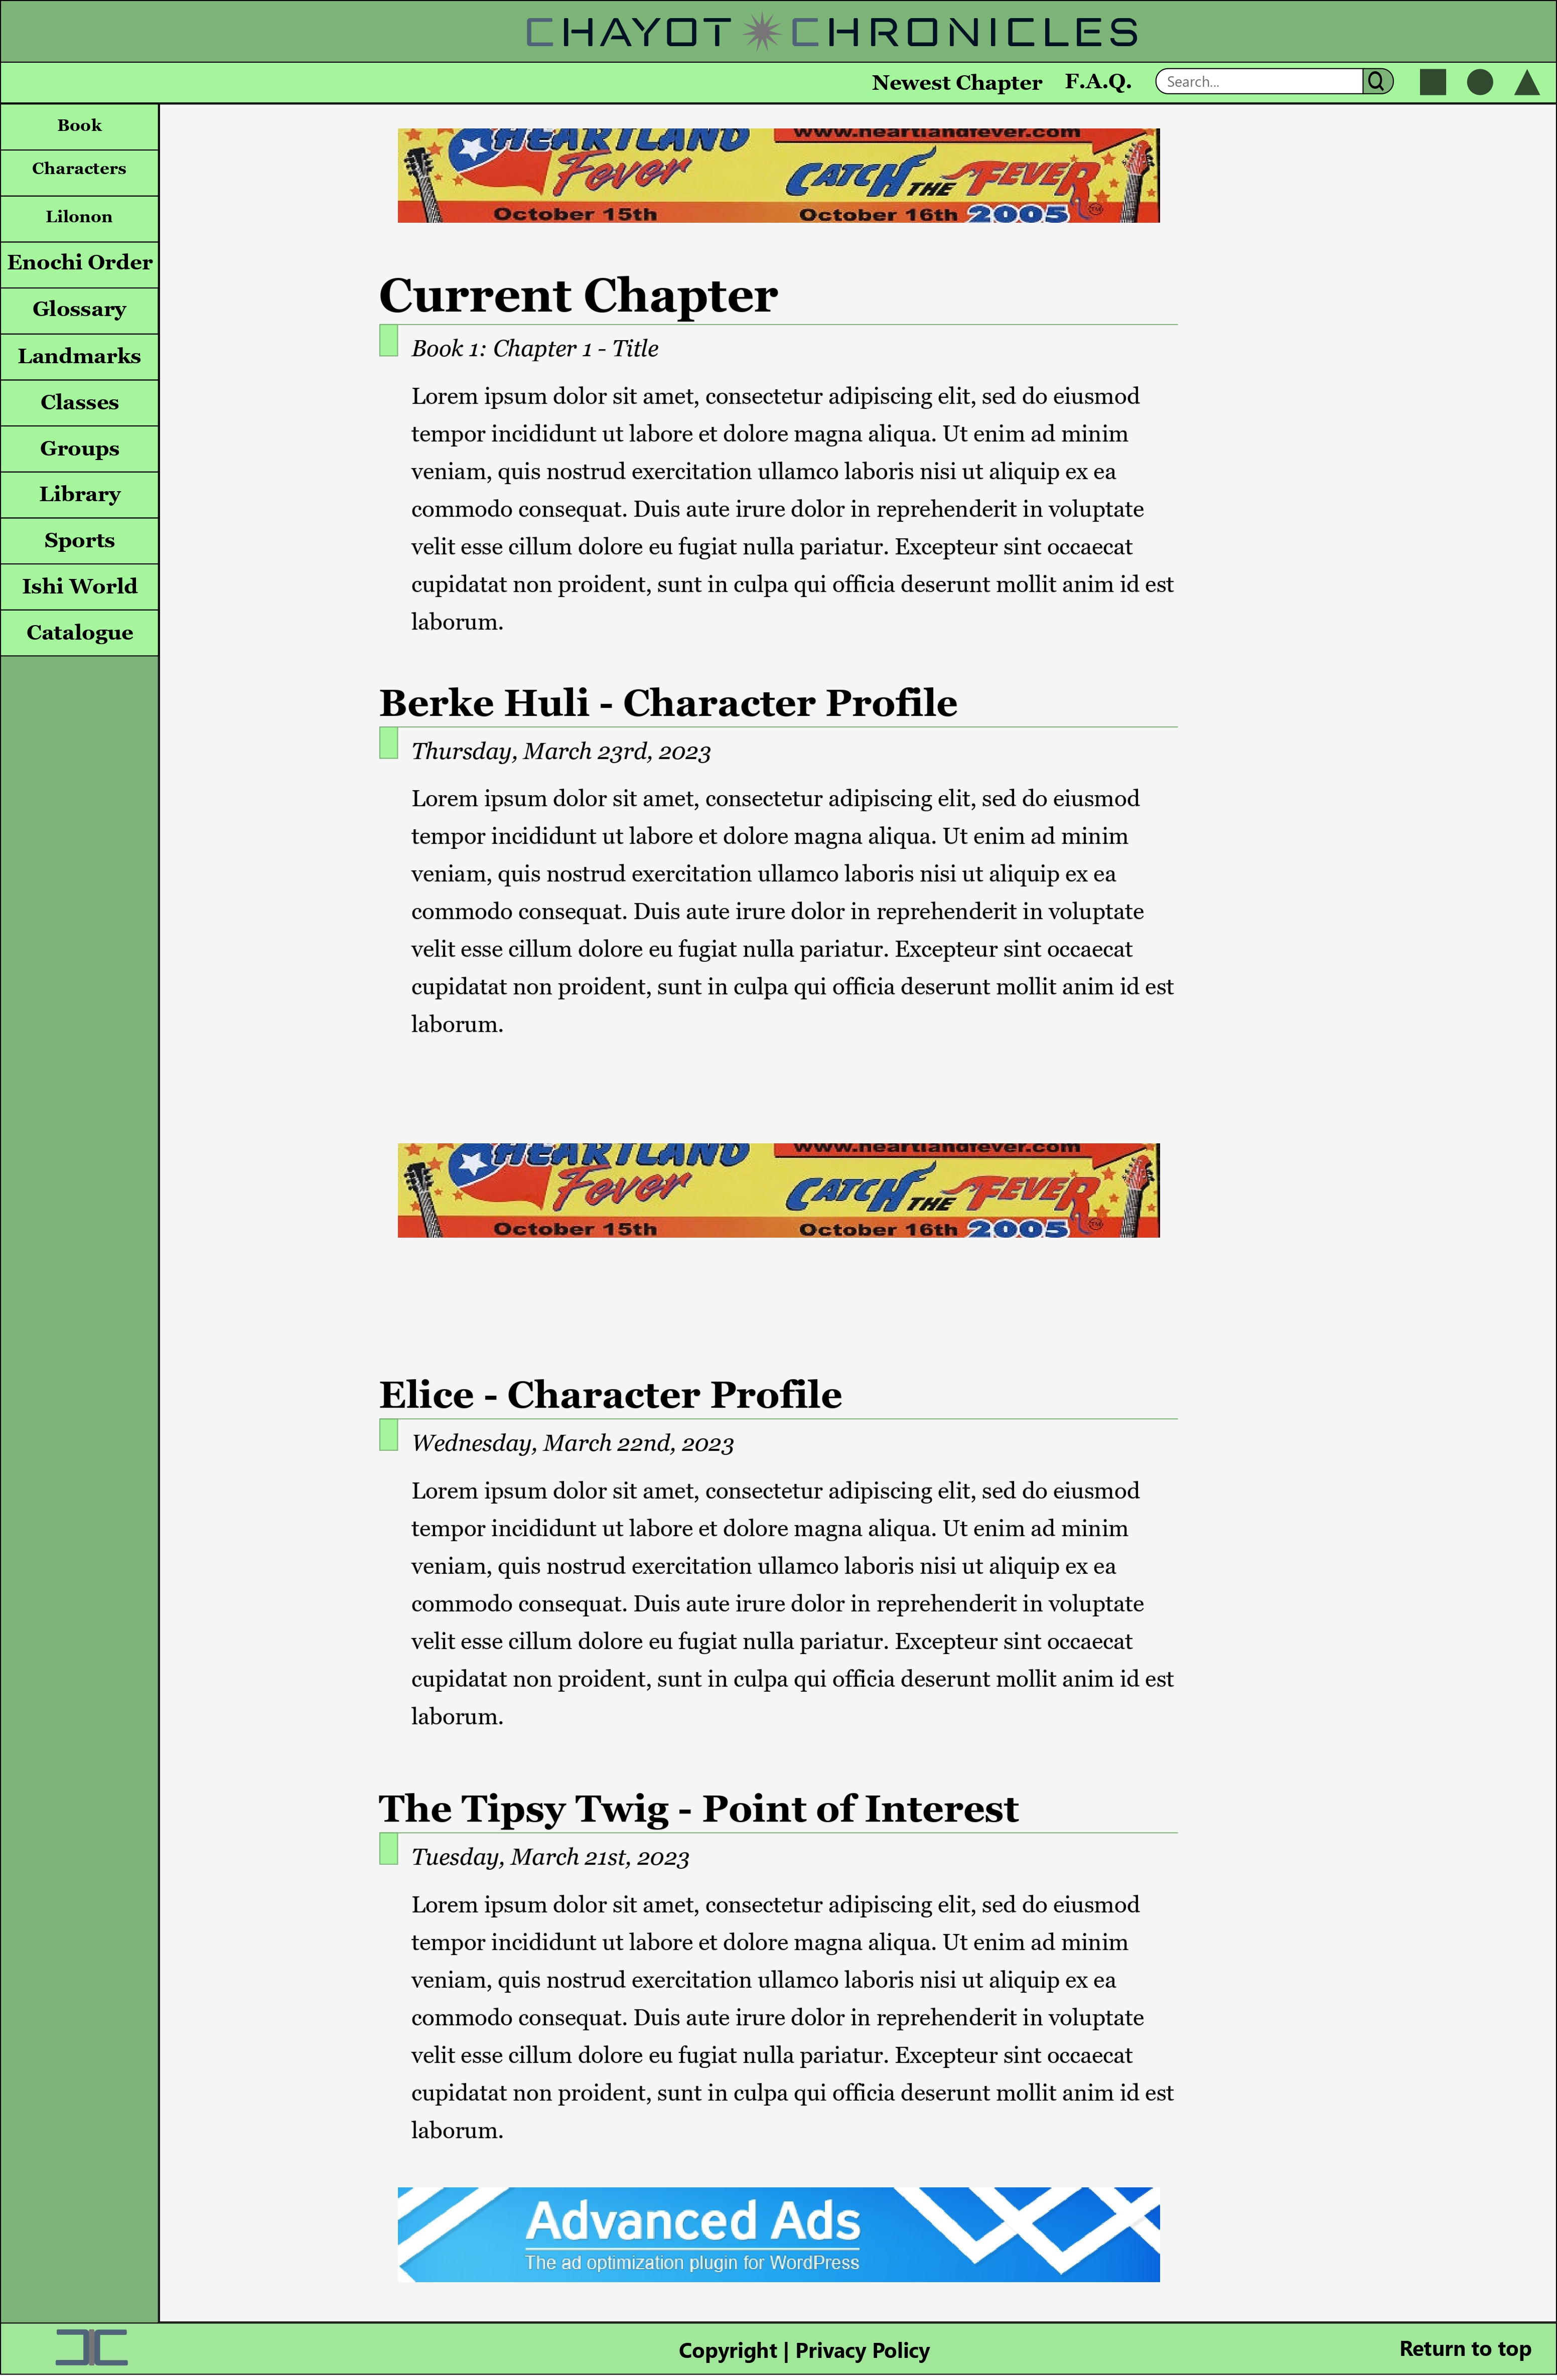 CHAYOT CHRONICLES
Newest Chapter F.A.Q. Search...
Book
Characters
Lilonon
Enochi Order
Glossary
Landmarks
Classes
Groups
Library
Sports
Ishi World
Catalogue
HEARTLAND www.heartlandfever.com
Fever CATCH THE FEVER
October 15th October 16th 2005 TM
Current Chapter
Book 1: Chapter 1 - Title
Lorem ipsum dolor sit amet, consectetur adipiscing elit, sed do eiusmod
tempor incididunt ut labore et dolore magna aliqua. Ut enim ad minim
veniam, quis nostrud exercitation ullamco laboris nisi ut aliquip ex ea
commodo consequat. Duis aute irure dolor in reprehenderit in voluptate
velit esse cillum dolore eu fugiat nulla pariatur. Excepteur sint occaecat
cupidatat non proident, sunt in culpa qui officia deserunt mollit anim id est
laborum.
Berke Huli - Character Profile
Thursday, March 23rd, 2023
Lorem ipsum dolor sit amet, consectetur adipiscing elit, sed do eiusmod
tempor incididunt ut labore et dolore magna aliqua. Ut enim ad minim
veniam, quis nostrud exercitation ullamco laboris nisi ut aliquip ex ea
commodo consequat. Duis aute irure dolor in reprehenderit in voluptate
velit esse cillum dolore eu fugiat nulla pariatur. Excepteur sint occaecat
cupidatat non proident, sunt in culpa qui officia deserunt mollit anim id est
laborum.
HEARTLAND www.heartlandfever.com
Fever CATCH THE FEVER
October 15th October 16th 2005 TM
Elice - Character Profile
Wednesday, March 22nd, 2023
Lorem ipsum dolor sit amet, consectetur adipiscing elit, sed do eiusmod
tempor incididunt ut labore et dolore magna aliqua. Ut enim ad minim
veniam, quis nostrud exercitation ullamco laboris nisi ut aliquip ex ea
commodo consequat. Duis aute irure dolor in reprehenderit in voluptate
velit esse cillum dolore eu fugiat nulla pariatur. Excepteur sint occaecat
cupidatat non proident, sunt in culpa qui officia deserunt mollit anim id est
laborum.
The Tipsy Twig - Point of Interest
Tuesday, March 21st, 2023
Lorem ipsum dolor sit amet, consectetur adipiscing elit, sed do eiusmod
tempor incididunt ut labore et dolore magna aliqua. Ut enim ad minim
veniam, quis nostrud exercitation ullamco laboris nisi ut aliquip ex ea
commodo consequat. Duis aute irure dolor in reprehenderit in voluptate
velit esse cillum dolore eu fugiat nulla pariatur. Excepteur sint occaecat
cupidatat non proident, sunt in culpa qui officia deserunt mollit anim id est
laborum.
Advanced Ads
The ad optimization plugin for WordPress
Copyright | Privacy Policy
Return to top